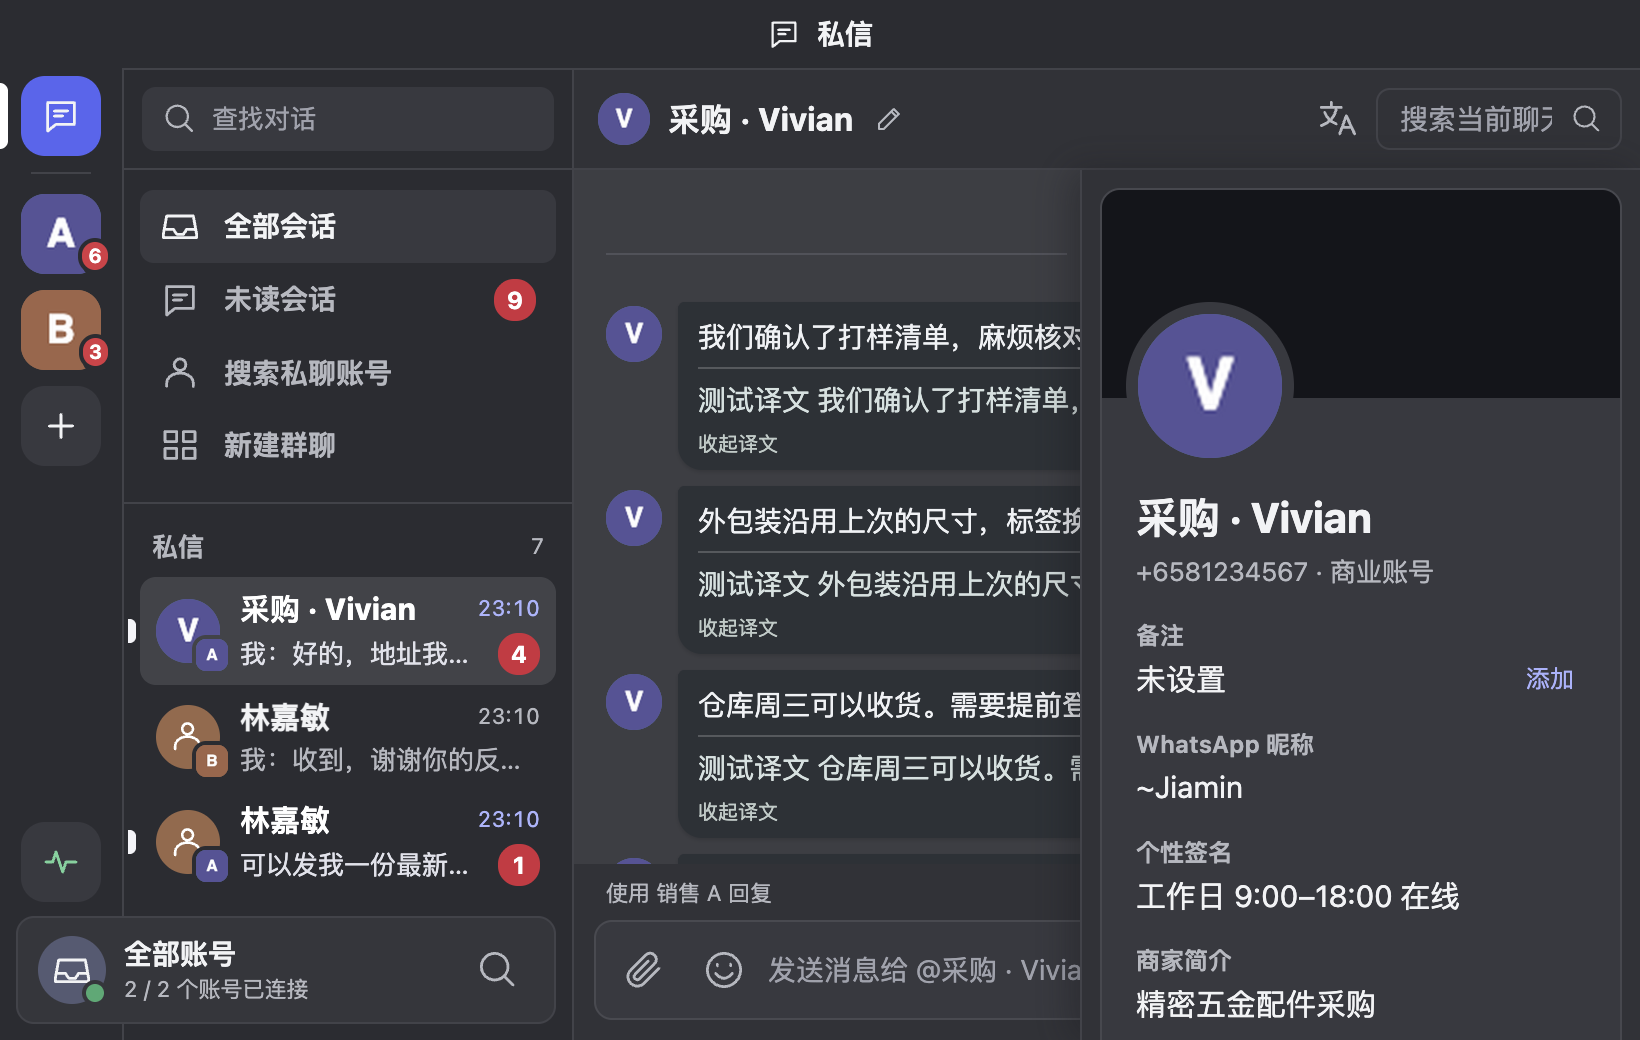 私信
查找对话
V 采购 · Vivian
搜索当前聊
A 6
B 3
全部会话
未读会话 9
搜索私聊账号
新建群聊
私信 7
V A 采购 · Vivian 23:10
我：好的，地址我... 4
B 林嘉敏 23:10
我：收到，谢谢你的反...
A 林嘉敏 23:10
可以发我一份最新... 1
全部账号
2 / 2 个账号已连接
V 我们确认了打样清单，麻烦核对
测试译文 我们确认了打样清单，
收起译文
V 外包装沿用上次的尺寸，标签换
测试译文 外包装沿用上次的尺寸
收起译文
V 仓库周三可以收货。需要提前登
测试译文 仓库周三可以收货。需
收起译文
使用 销售 A 回复
发送消息给 @采购 · Vivia
V
采购 · Vivian
+6581234567 · 商业账号
备注
未设置 添加
WhatsApp 昵称
~Jiamin
个性签名
工作日 9:00–18:00 在线
商家简介
精密五金配件采购